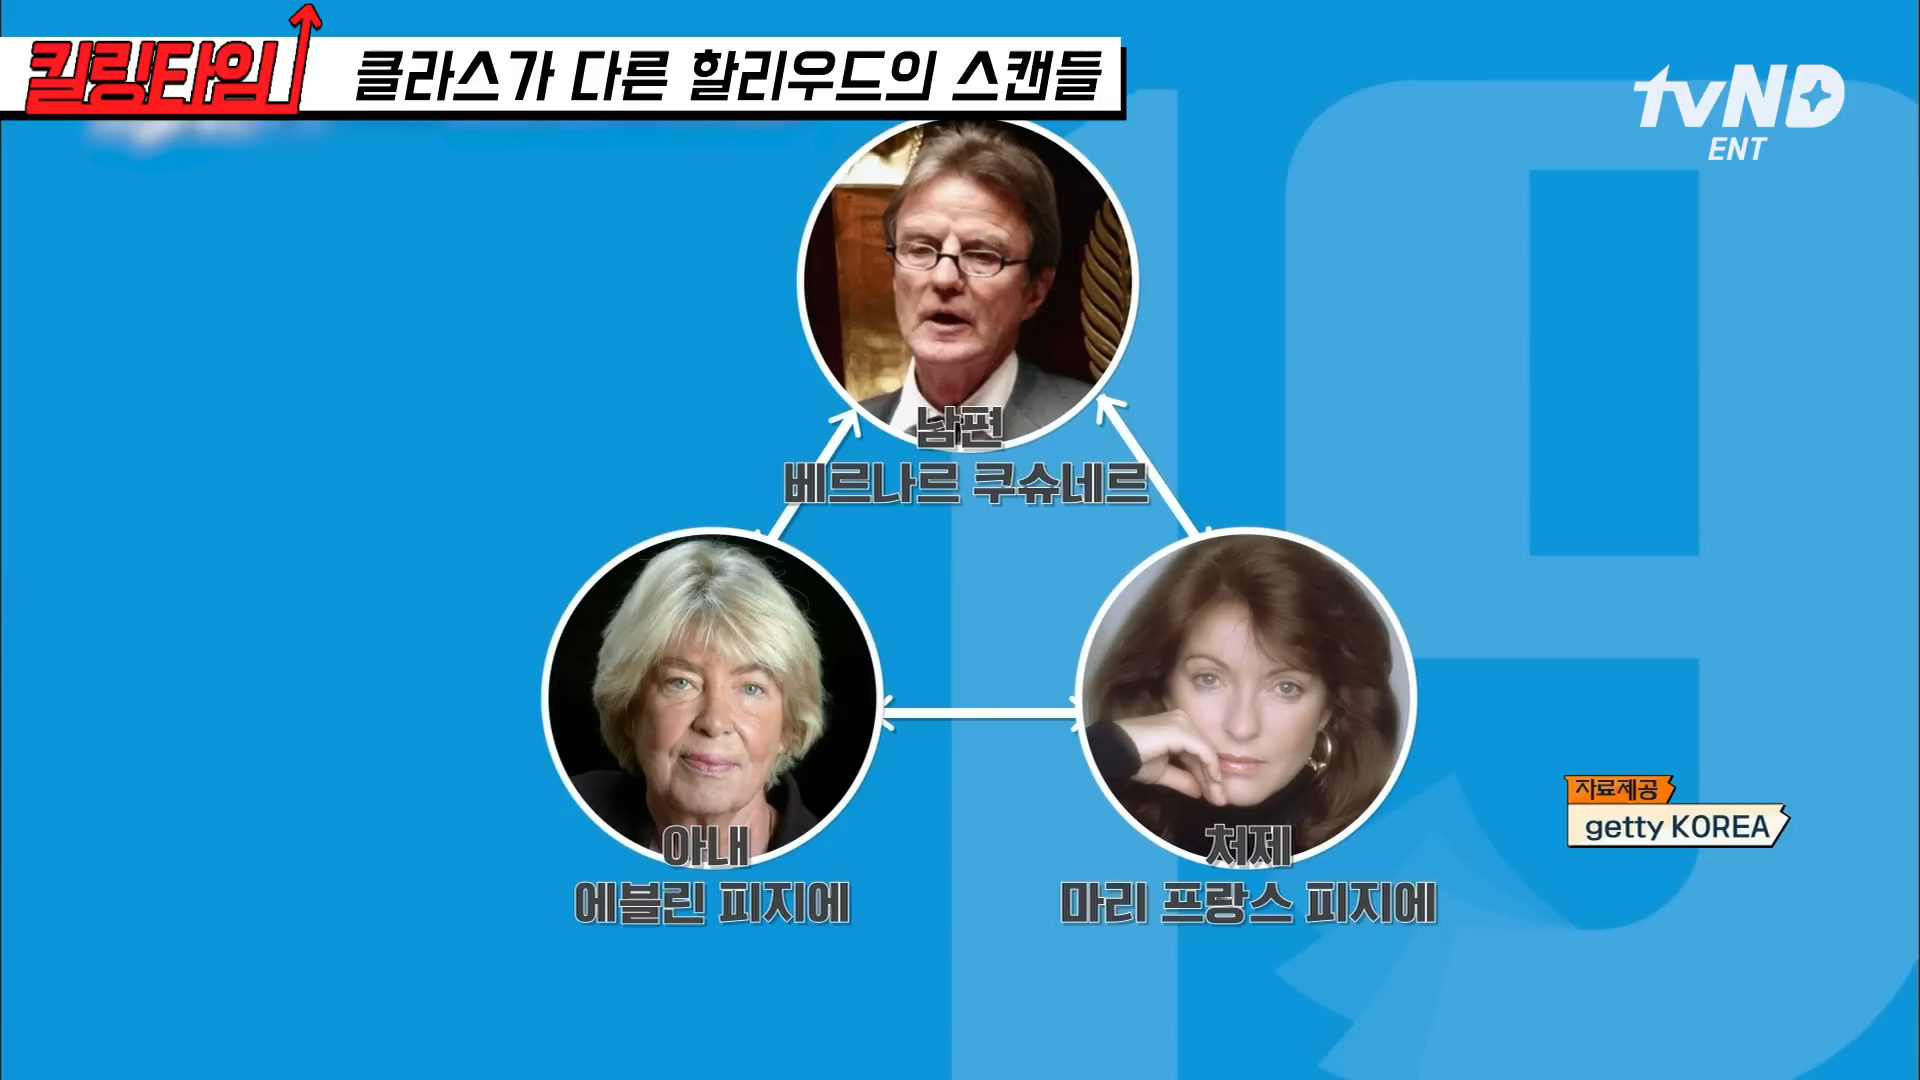 킬링타임
클라스가 다른 할리우드의 스캔들
tvND
ENT
남편
베르나르 쿠슈네르
아내
에블린 피지에
처제
마리 프랑스 피지에
자료제공
getty KOREA
19